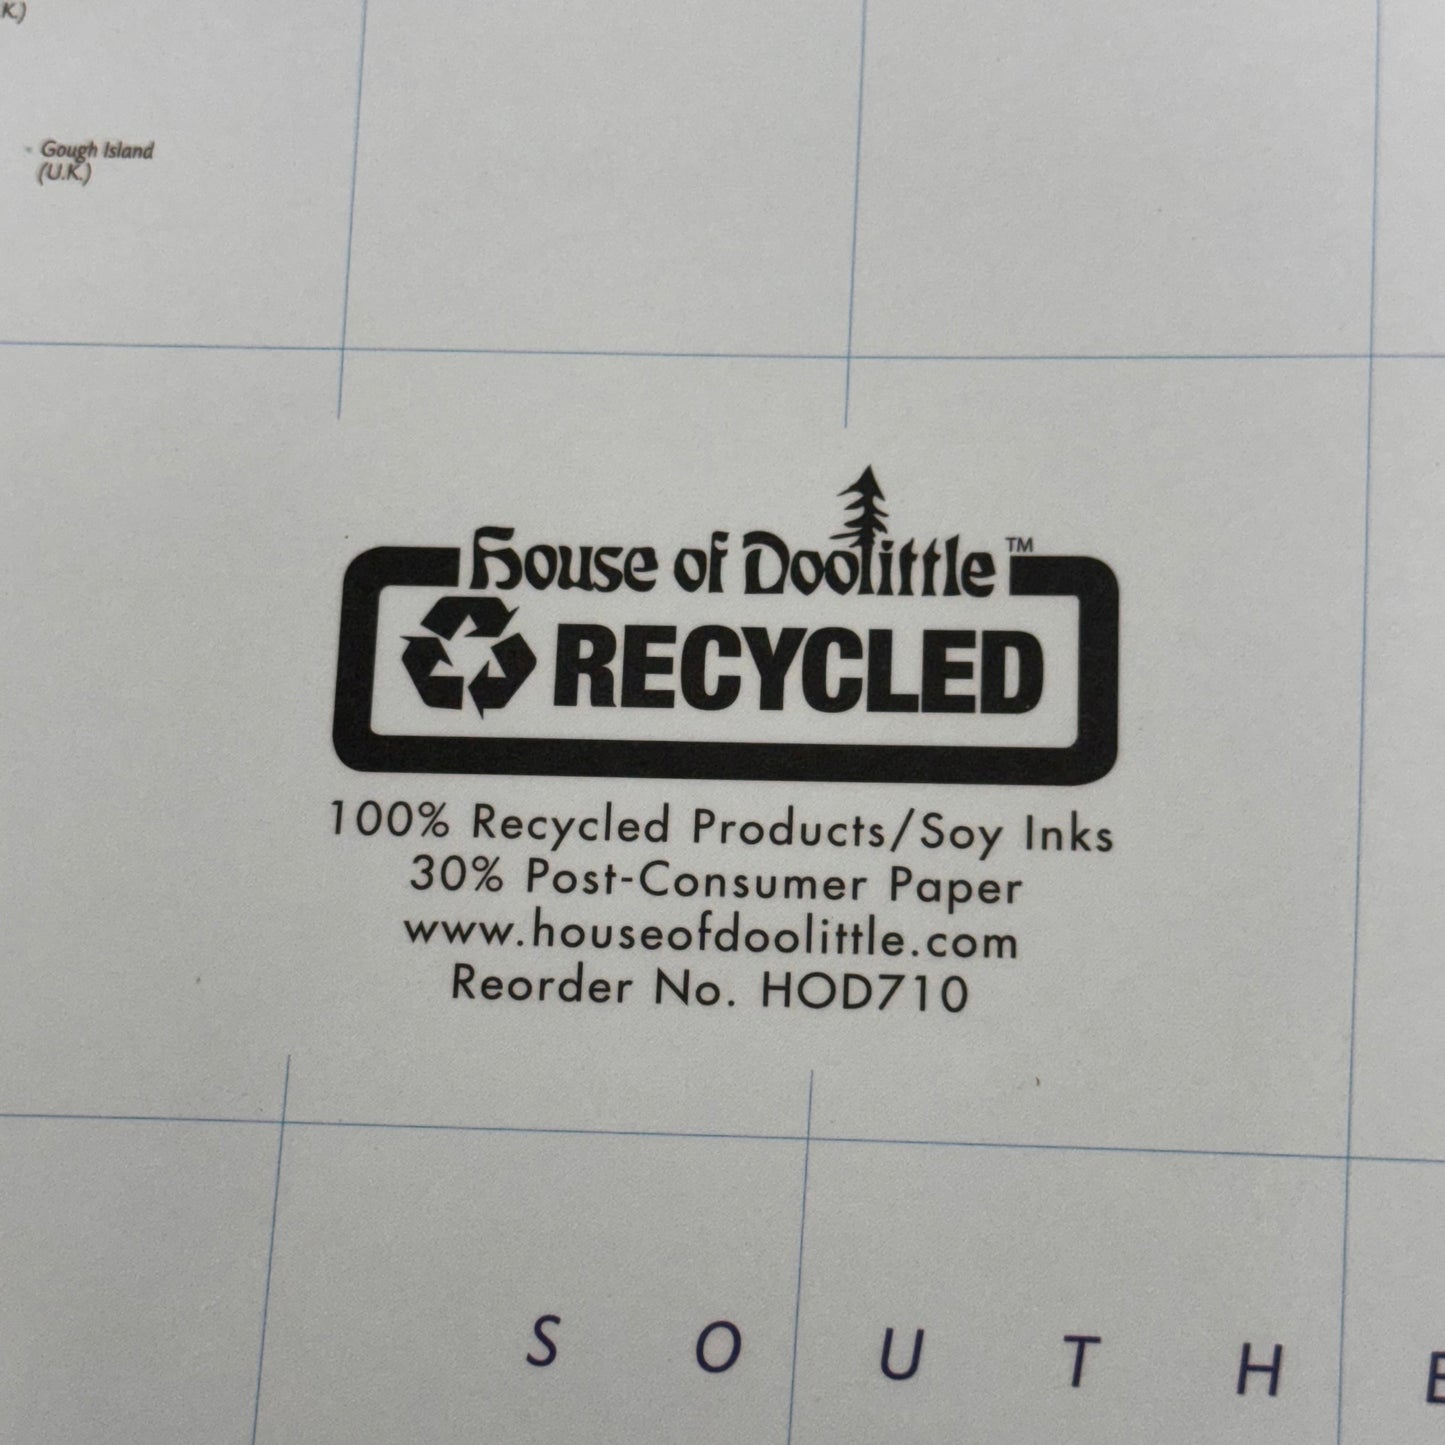 K.)
Gough Island
(U.K.)
House of Doolittle™
RECYCLED
100% Recycled Products/Soy Inks
30% Post-Consumer Paper
www.houseofdoolittle.com
Reorder No. HOD710
S O U T H E